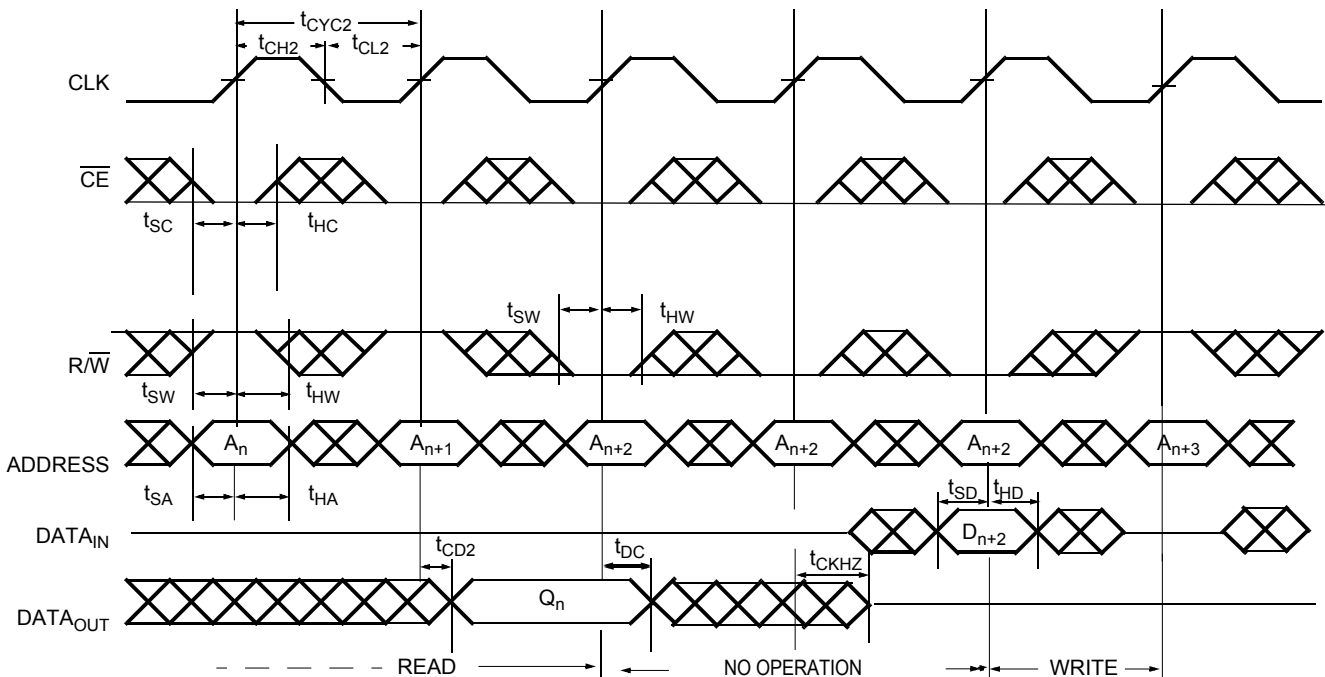 tCYC2
tCH2 tCL2
CLK
CE
tSC tHC
tSW tHW
R/W
tSW tHW
An An+1 An+2 An+2 An+2 An+3
ADDRESS
tSA tHA tSD tHD
DATAIN Dn+2
tCD2 tDC tCKHZ
Qn
DATAOUT
READ NO OPERATION WRITE